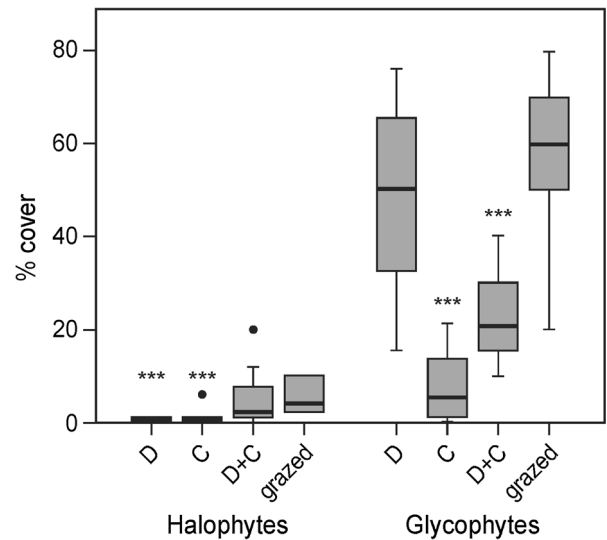 80
60
40
20
0
% cover
***
***
***
***
D
C
D+C
grazed
D
C
D+C
grazed
Halophytes
Glycophytes